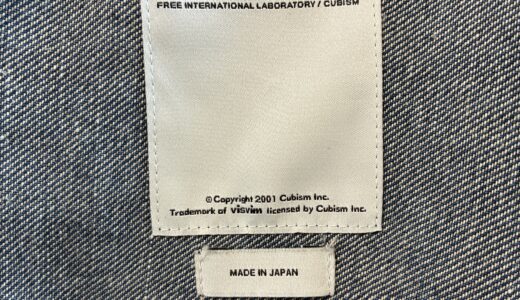 FREE INTERNATIONAL LABORATORY / CUBISM
© Copyright 2001 Cubism Inc.
Trademark of visvim licensed by Cubism Inc.
MADE IN JAPAN